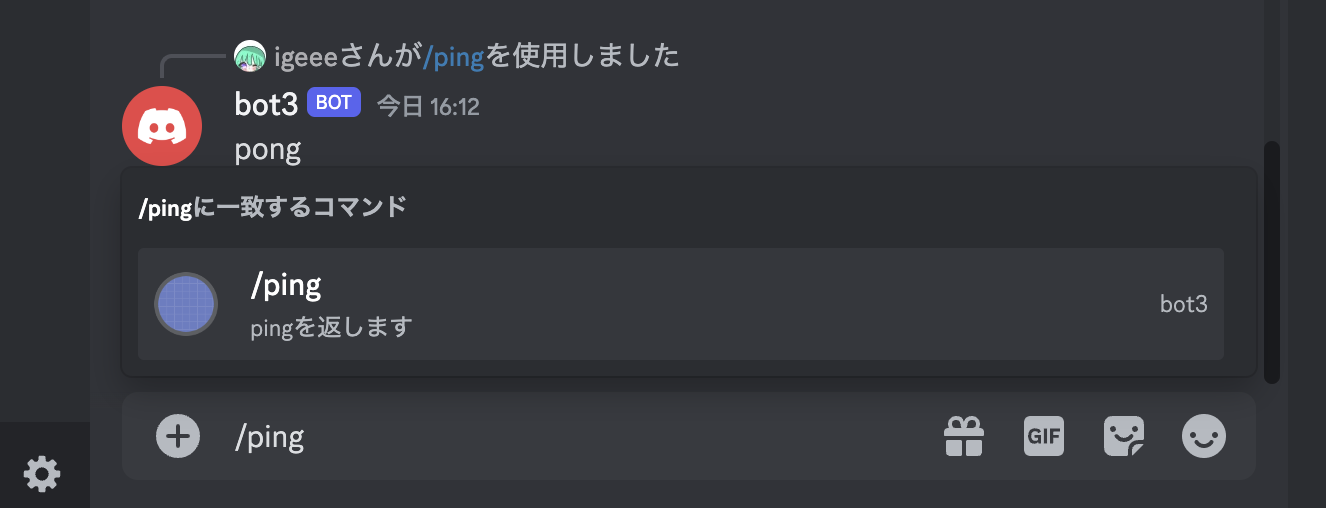 igeeeさんが/pingを使用しました
bot3 BOT 今日 16:12
pong
/pingに一致するコマンド
/ping
pingを返します
bot3
/ping
GIF